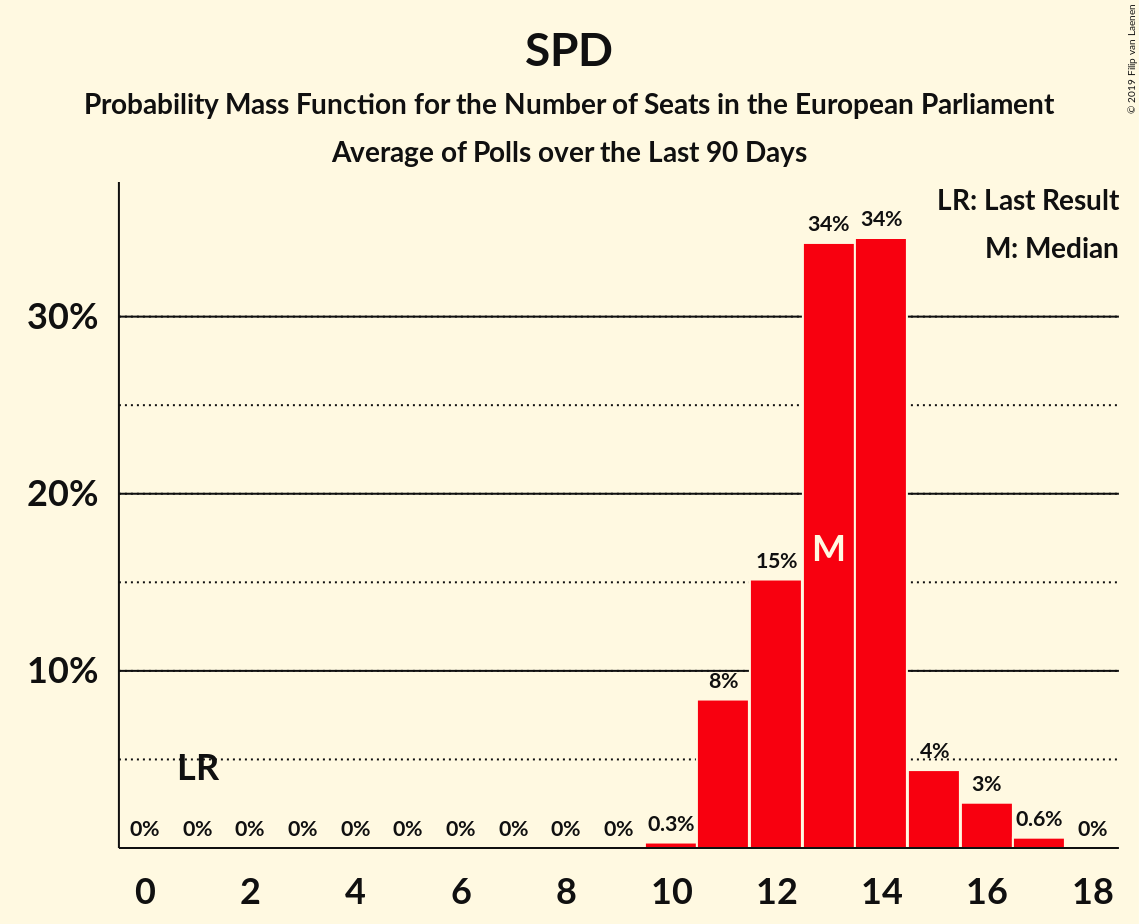 SPD
Probability Mass Function for the Number of Seats in the European Parliament
Average of Polls over the Last 90 Days
© 2019 Filip van Laenen
LR: Last Result
M: Median
34% 34%
30%
20%
M
15%
10%
8%
LR
4%
3%
0% 0% 0% 0% 0% 0% 0% 0% 0% 0% 0.3% 0.6% 0%
0 2 4 6 8 10 12 14 16 18